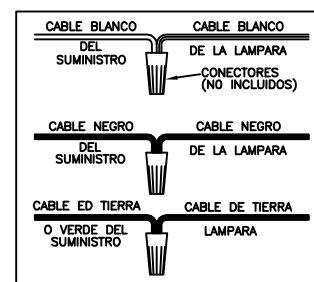 CABLE BLANCO CABLE BLANCO
DEL DE LA LAMPARA
SUMINISTRO
CONECTORES
(NO INCLUIDOS)
CABLE NEGRO CABLE NEGRO
DEL DE LA LAMPARA
SUMINISTRO
CABLE ED TIERRA CABLE DE TIERRA
O VERDE DEL LAMPARA
SUMINISTRO